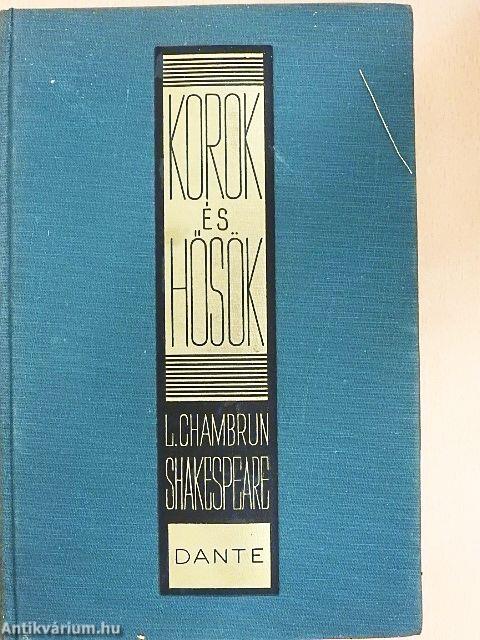 KOROK
ÉS
HŐSÖK
L. CHAMBRUN
SHAKESPEARE
DANTE
Antikvárium.hu